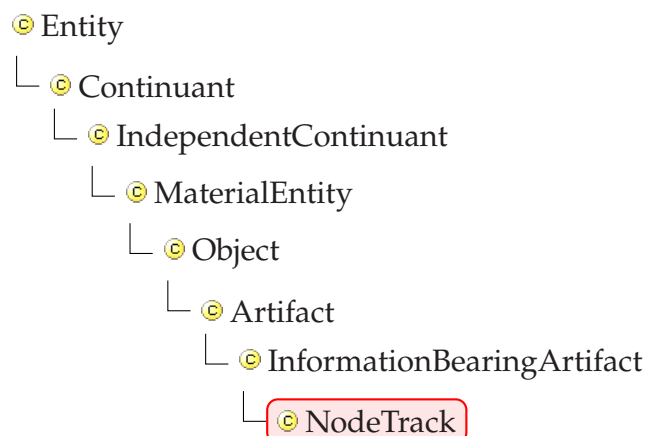 © Entity
© Continuant
© IndependentContinuant
© MaterialEntity
© Object
© Artifact
© InformationBearingArtifact
© NodeTrack